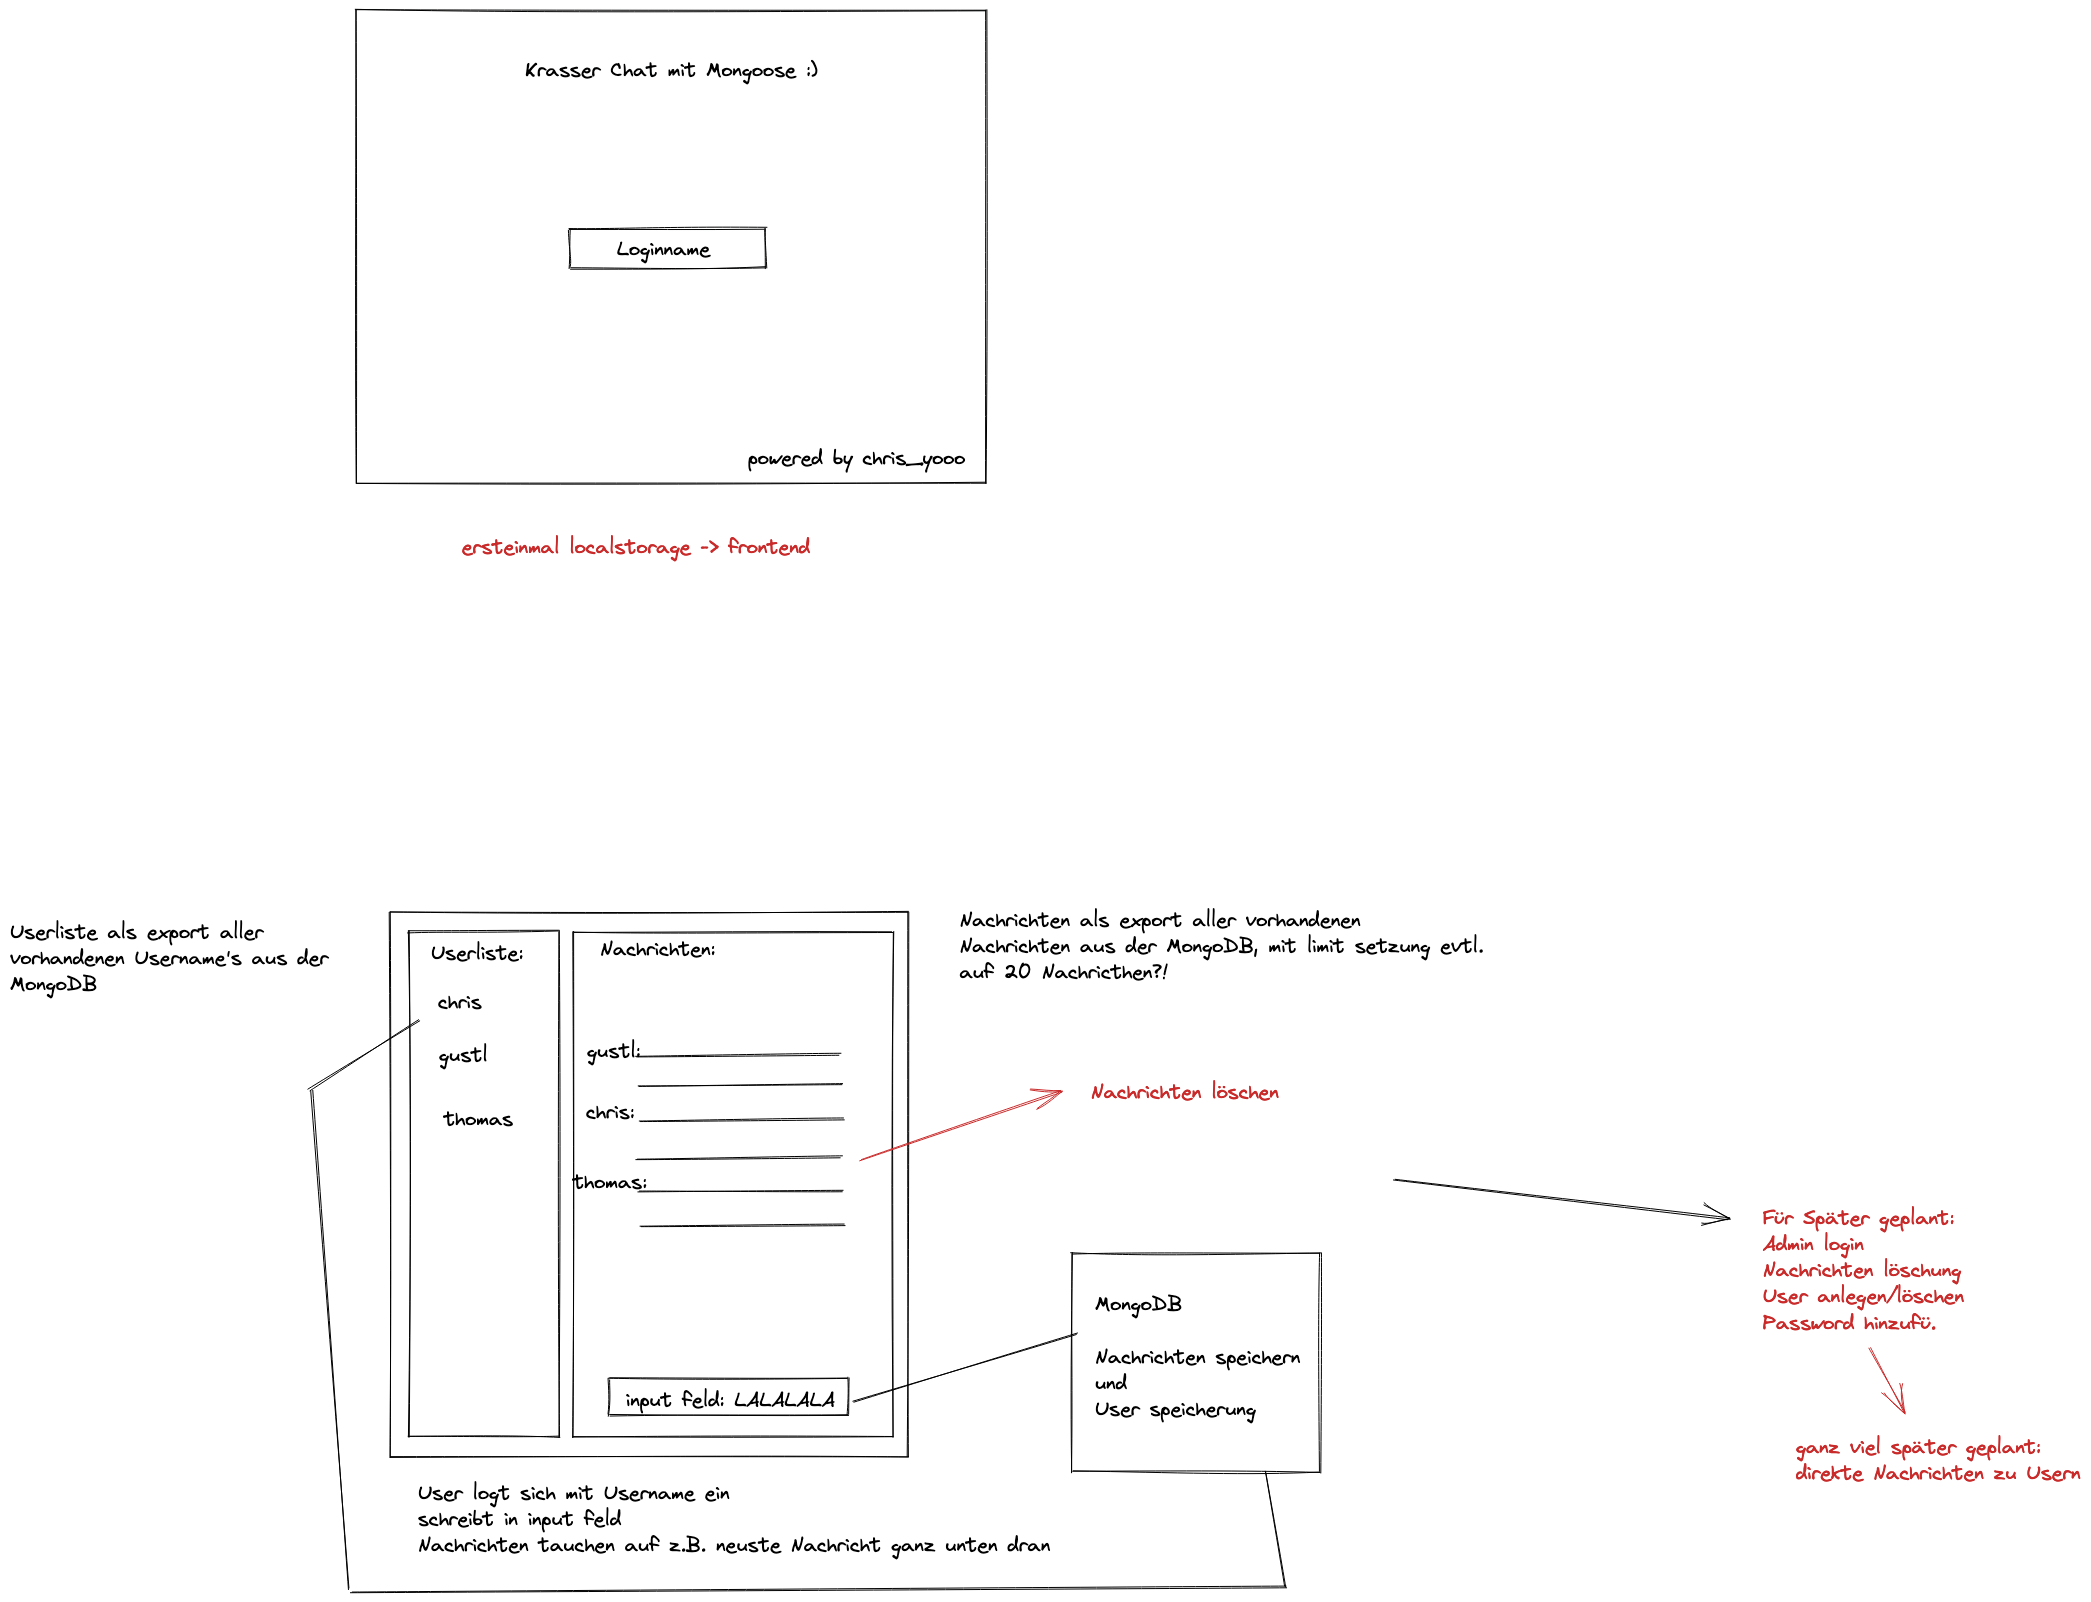 Krasser Chat mit Mongoose :)
Loginname
powered by chris_yooo
ersteinmal localstorage -> frontend
Userliste als export aller
vorhandenen Username's aus der
MongoDB
Userliste:
chris
gustl
thomas
Nachrichten:
gustl:
chris:
thomas:
input feld: LALALALA
Nachrichten als export aller vorhandenen
Nachrichten aus der MongoDB, mit limit setzung evtl.
auf 20 Nachricthen?!
Nachrichten löschen
MongoDB
Nachrichten speichern
und
User speicherung
Für Später geplant:
Admin login
Nachrichten löschung
User anlegen/löschen
Password hinzufü.
ganz viel später geplant:
direkte Nachrichten zu Usern
User logt sich mit Username ein
schreibt in input feld
Nachrichten tauchen auf z.B. neuste Nachricht ganz unten dran